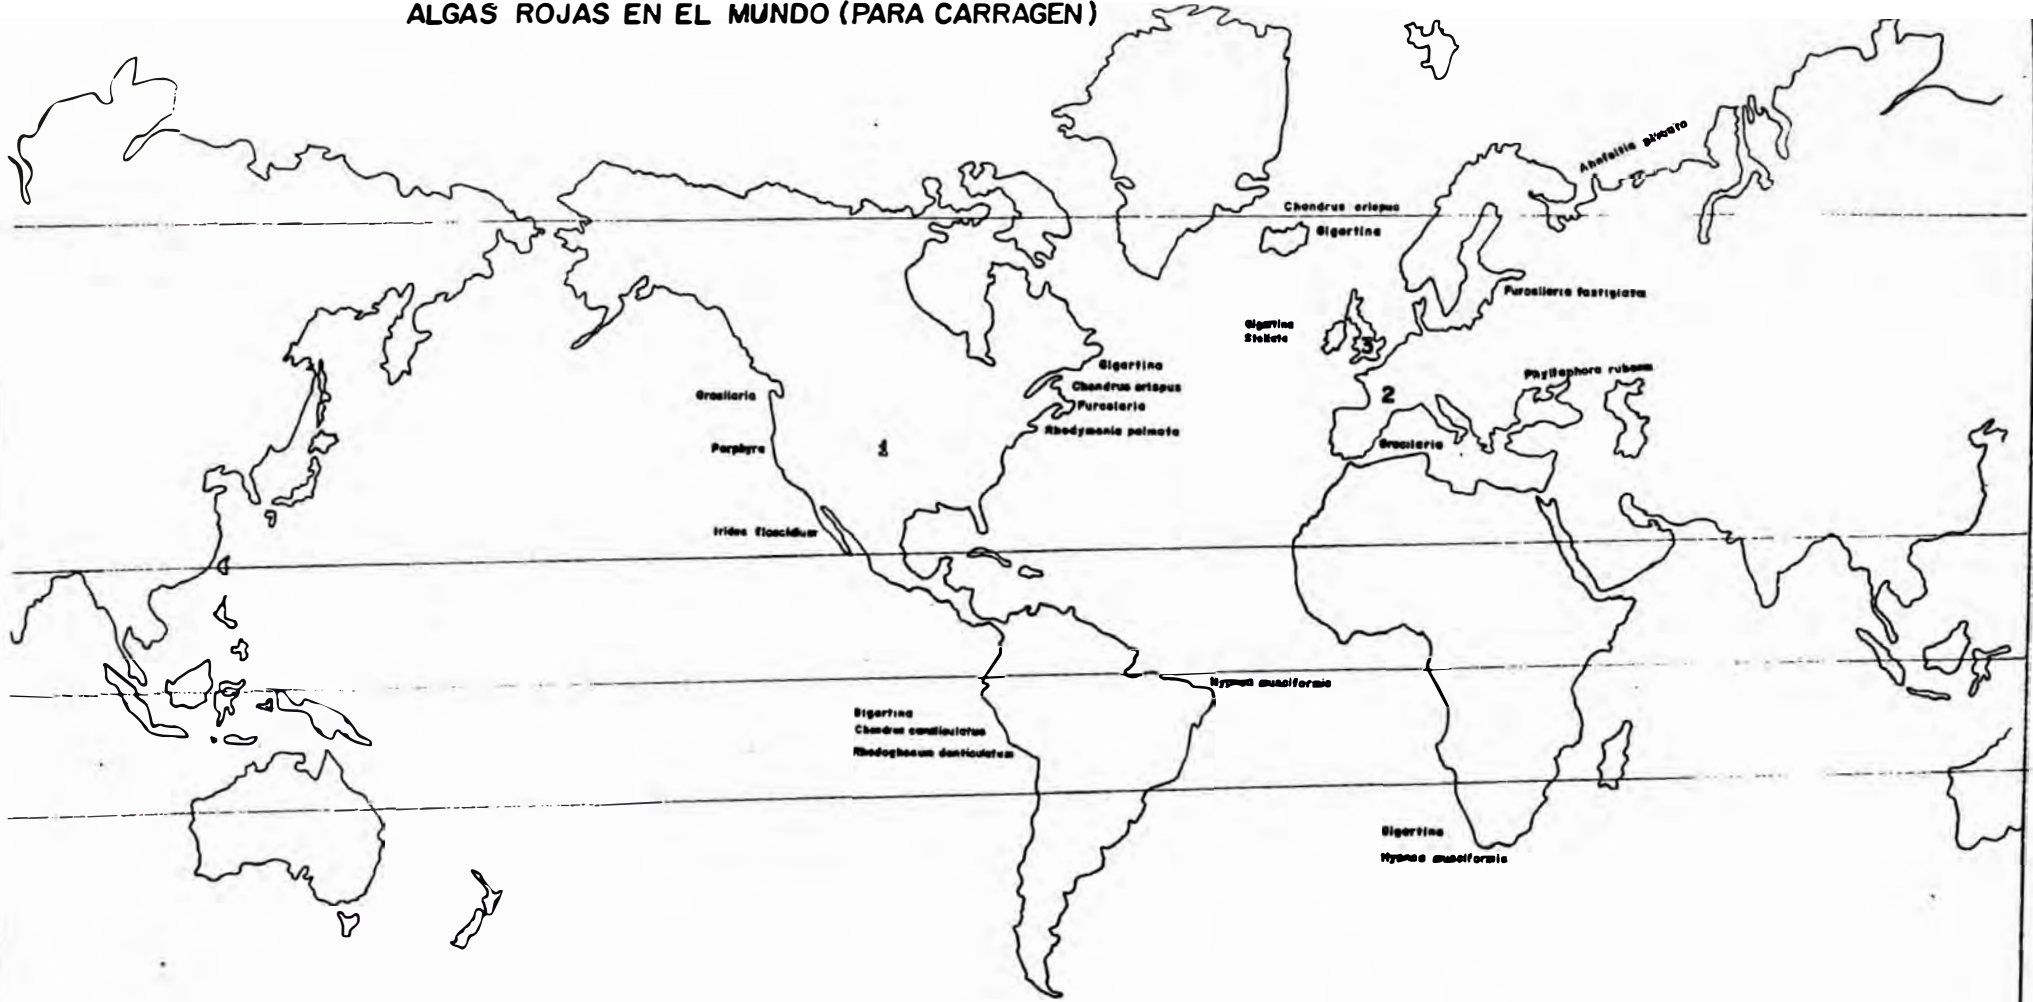 ALGAS ROJAS EN EL MUNDO (PARA CARRAGEN)
Ahnfeltia plicata
Chondrus crispus
Gigartina
Furcellaria fastigiata
Gigartina
Stellata
3
Phyllophora rubens
2
Gracilaria
Gigartina
Chondrus crispus
Furcelaria
Rhodymenia palmata
Gracilaria
Porphyra
1
Iridea flaccidum
Hypnea musciformis
Gigartina
Chondrus canaliculatus
Rhodoglossum denticulatum
Gigartina
Hypnea musciformis